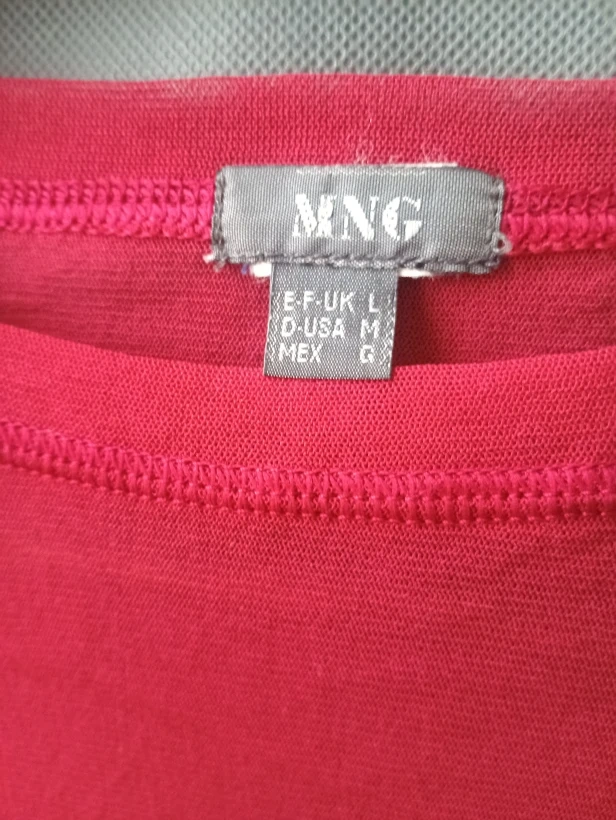 MNG
E-F-UK L
D-USA M
MEX G